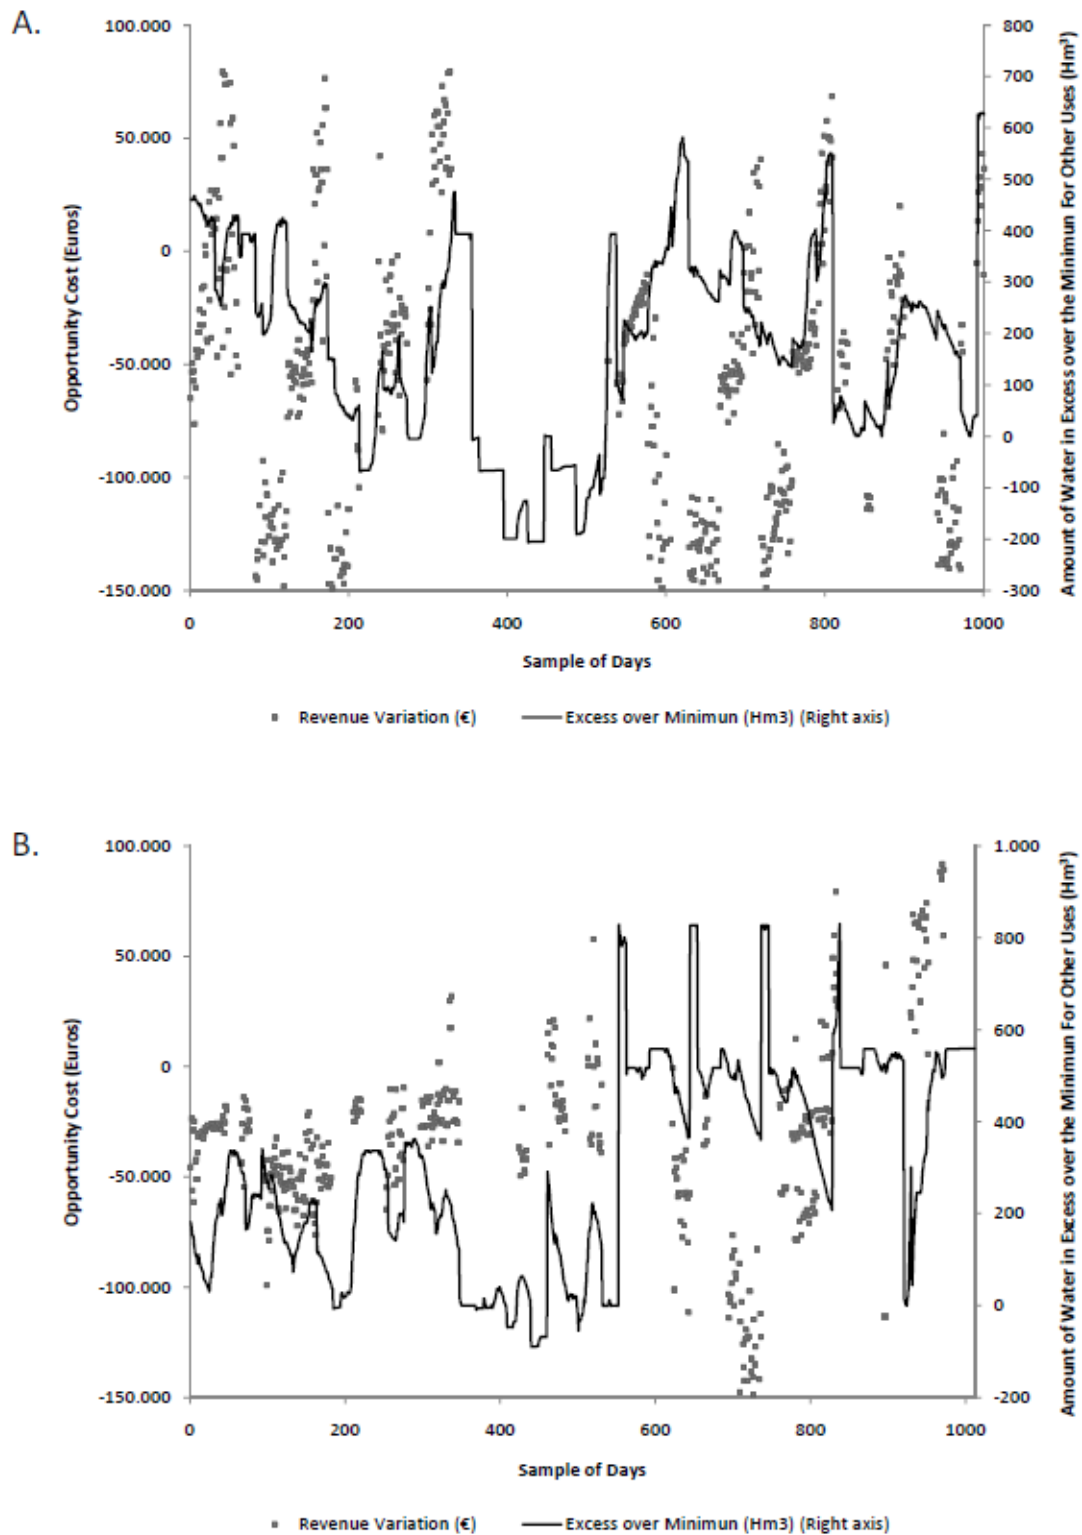 A.
Opportunity Cost (Euros)
100.000
50.000
0
-50.000
-100.000
-150.000
800
700
600
500
400
300
200
100
0
-100
-200
-300
Amount of Water in Excess over the Minimun For Other Uses (Hm³)
0 200 400 600 800 1000
Sample of Days
Revenue Variation (€) Excess over Minimun (Hm3) (Right axis)
B.
Opportunity Cost (Euros)
100.000
50.000
0
-50.000
-100.000
-150.000
1.000
800
600
400
200
0
-200
Amount of Water in Excess over the Minimun For Other Uses (Hm³)
0 200 400 600 800 1000
Sample of Days
Revenue Variation (€) Excess over Minimun (Hm3) (Right axis)